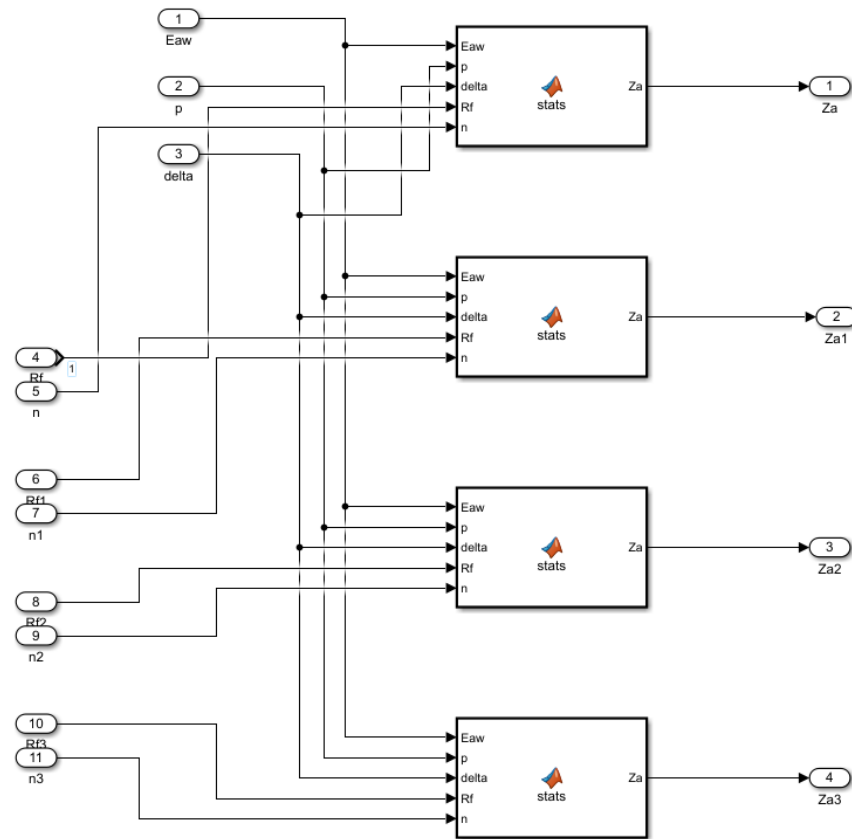 1
Eaw
2
p
3
delta
4
Rf
1
5
n
6
Rf1
7
n1
8
Rf2
9
n2
10
Rf3
11
n3
Eaw
p
delta
Rf
n
stats
Za
1
Za
Eaw
p
delta
Rf
n
stats
Za
2
Za1
Eaw
p
delta
Rf
n
stats
Za
3
Za2
Eaw
p
delta
Rf
n
stats
Za
4
Za3